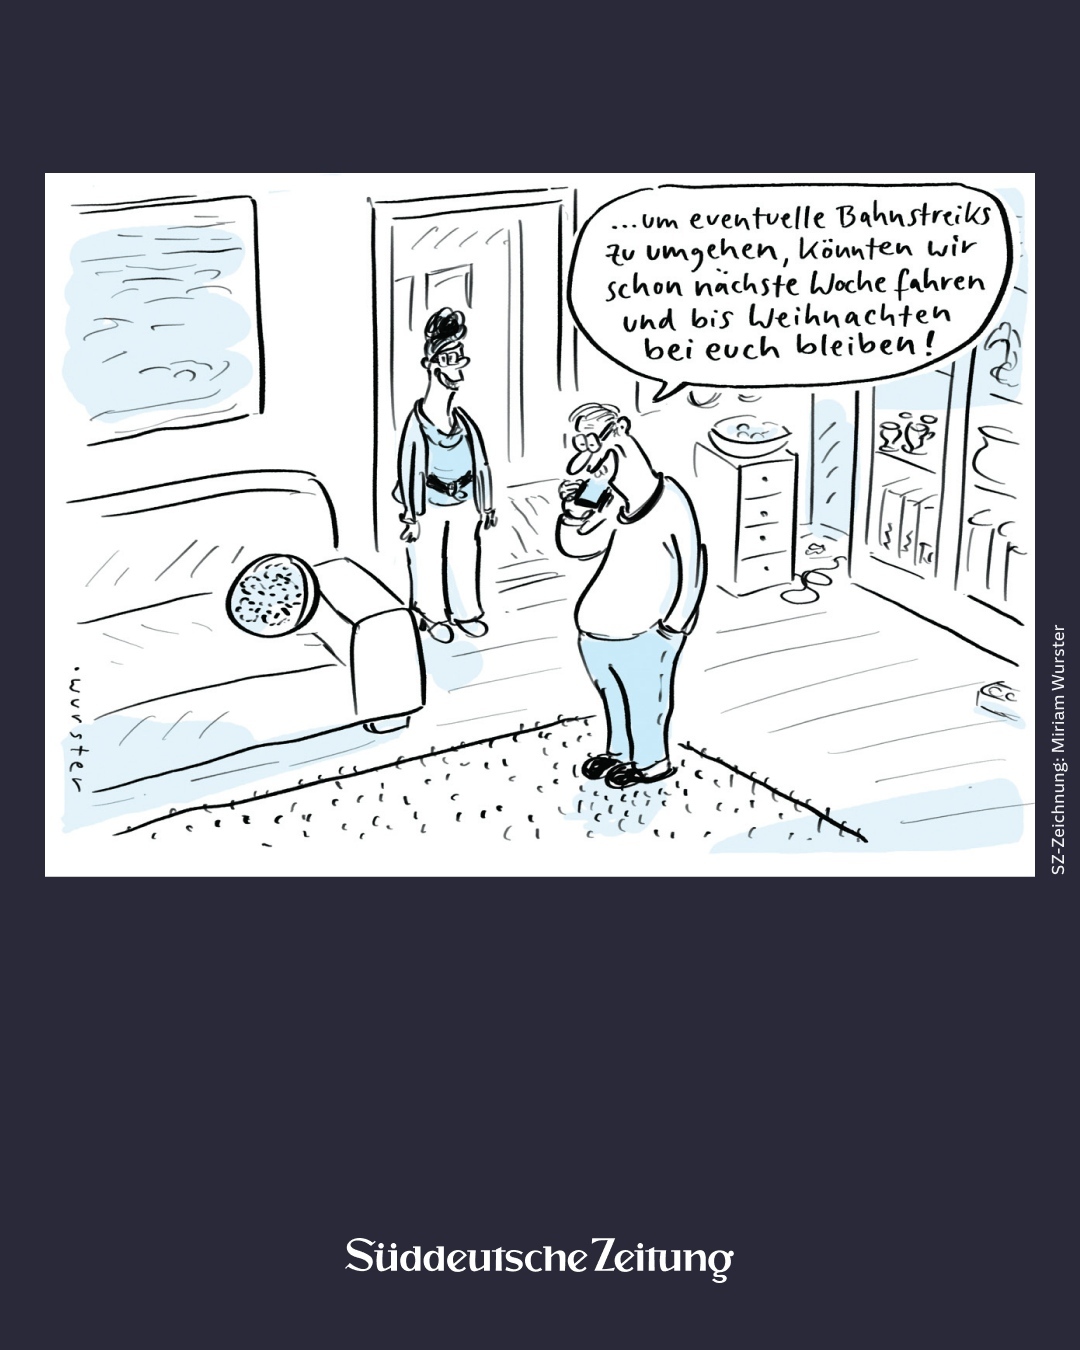 ...um eventuelle Bahnstreiks
zu umgehen, könnten wir
schon nächste Woche fahren
und bis Weihnachten
bei euch bleiben!
.wurster
SZ-Zeichnung: Miriam Wurster
Süddeutsche Zeitung